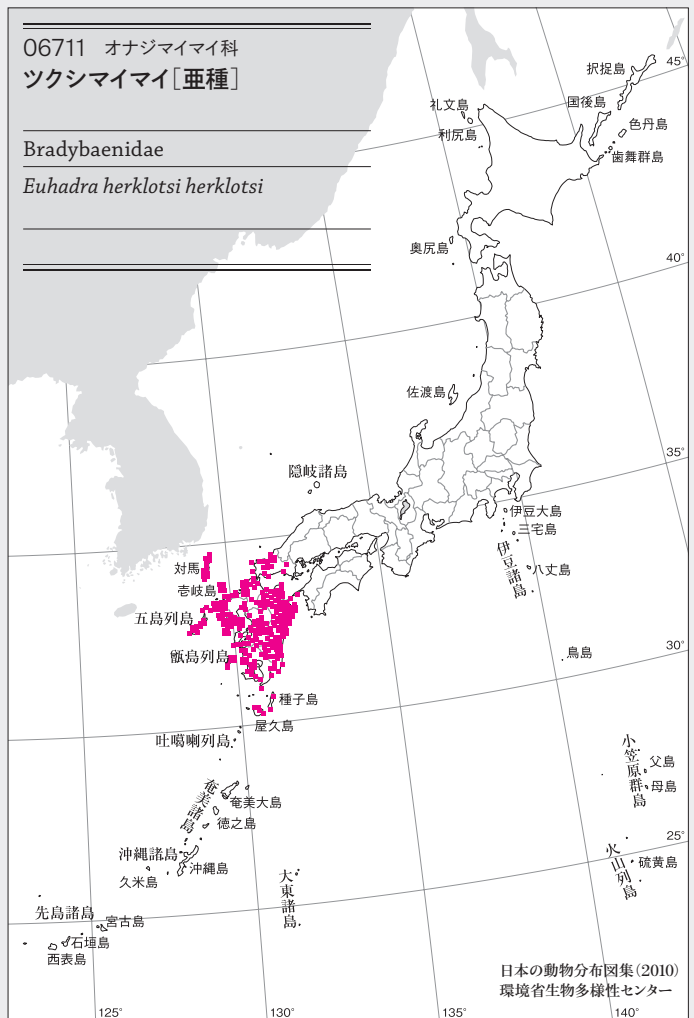 06711 オナジマイマイ科
ツクシマイマイ[亜種]
Bradybaenidae
Euhadra herklotsi herklotsi
択捉島
45°
礼文島
国後島
利尻島
色丹島
歯舞群島
奥尻島
40°
佐渡島
35°
隠岐諸島
伊豆大島
三宅島
伊豆諸島
八丈島
対馬
壱岐島
五島列島
甑島列島
鳥島
30°
種子島
屋久島
吐噶喇列島
小笠原群島
父島
母島
奄美諸島
奄美大島
徳之島
25°
沖縄諸島
沖縄島
久米島
火山列島
硫黄島
大東諸島
先島諸島
宮古島
石垣島
西表島
日本の動物分布図集(2010)
環境省生物多様性センター
125°
130°
135°
140°